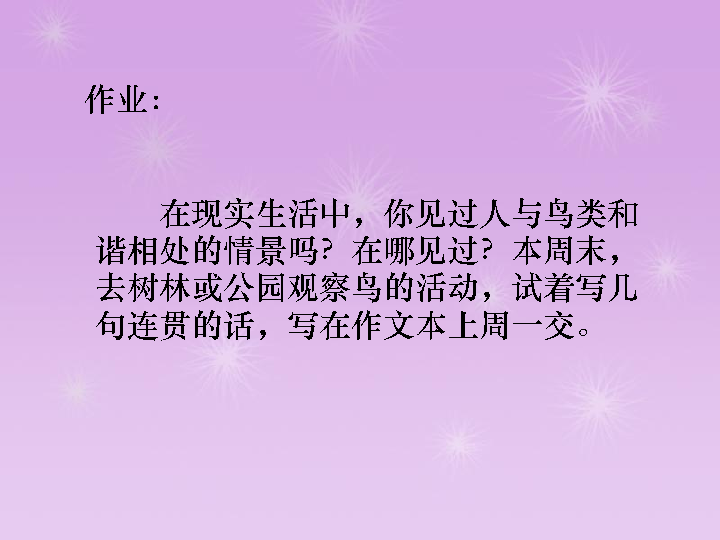 作业:
在现实生活中，你见过人与鸟类和
谐相处的情景吗？在哪见过？本周末，
去树林或公园观察鸟的活动，试着写几
句连贯的话，写在作文本上周一交。